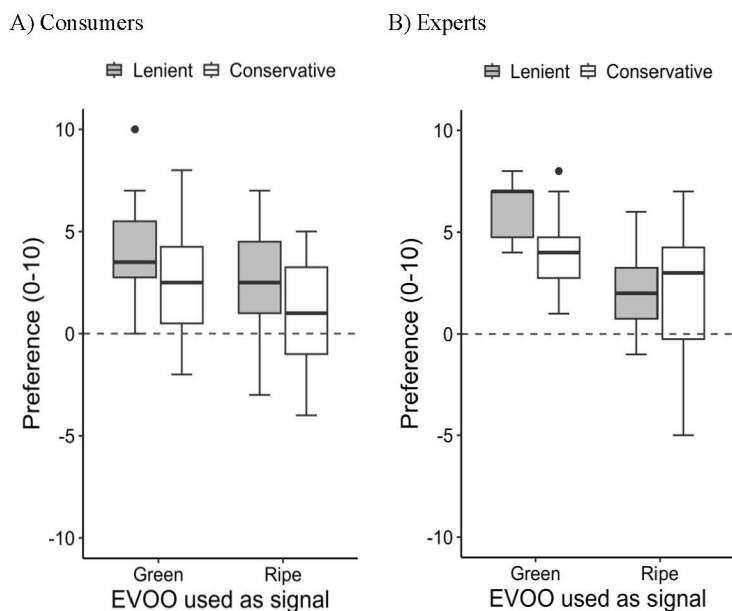 A) Consumers
Lenient Conservative
10
5
0
-5
-10
Preference (0-10)
Green Ripe
EVOO used as signal
B) Experts
Lenient Conservative
10
5
0
-5
-10
Preference (0-10)
Green Ripe
EVOO used as signal